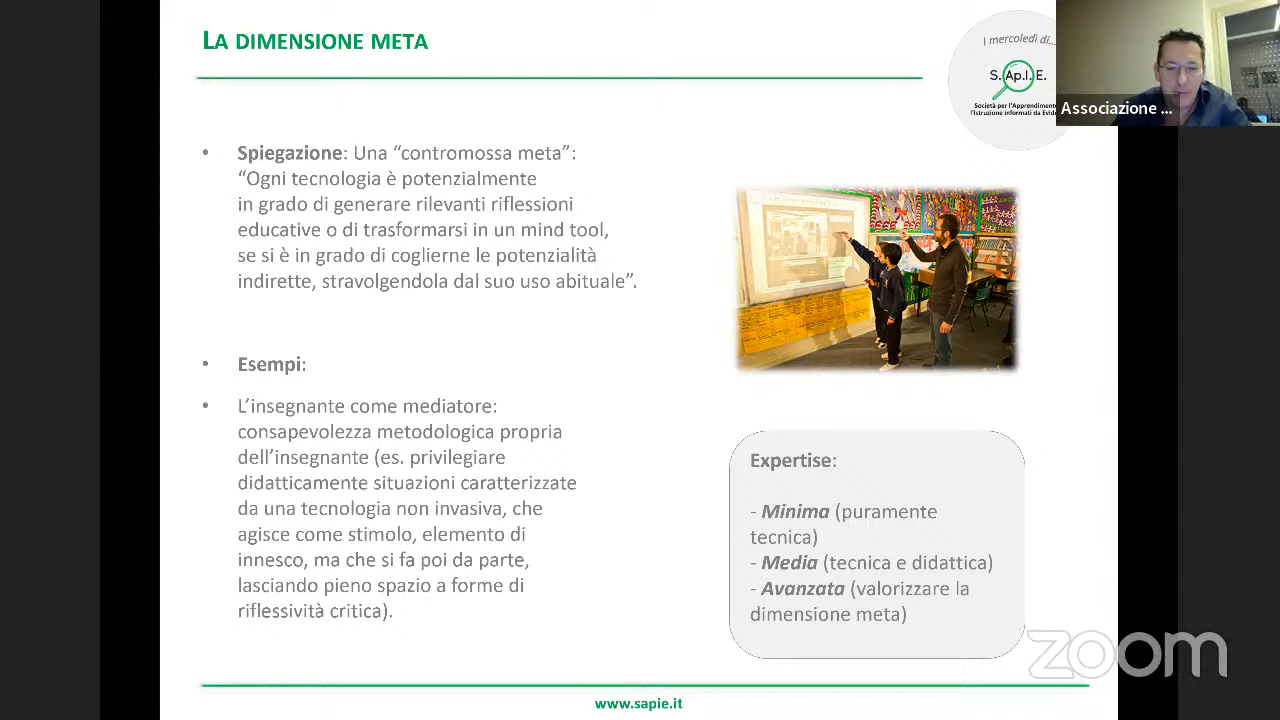 LA DIMENSIONE META
I mercoledì di...
S.Ap.I.E.
Società per l'Apprendimento
l'Istruzione informati da Evide
Associazione ...
• Spiegazione: Una “contromossa meta”:
“Ogni tecnologia è potenzialmente
in grado di generare rilevanti riflessioni
educative o di trasformarsi in un mind tool,
se si è in grado di coglierne le potenzialità
indirette, stravolgendola dal suo uso abituale”.
• Esempi:
• L’insegnante come mediatore:
consapevolezza metodologica propria
dell’insegnante (es. privilegiare
didatticamente situazioni caratterizzate
da una tecnologia non invasiva, che
agisce come stimolo, elemento di
innesco, ma che si fa poi da parte,
lasciando pieno spazio a forme di
riflessività critica).
Expertise:
- Minima (puramente
tecnica)
- Media (tecnica e didattica)
- Avanzata (valorizzare la
dimensione meta)
zoom
www.sapie.it